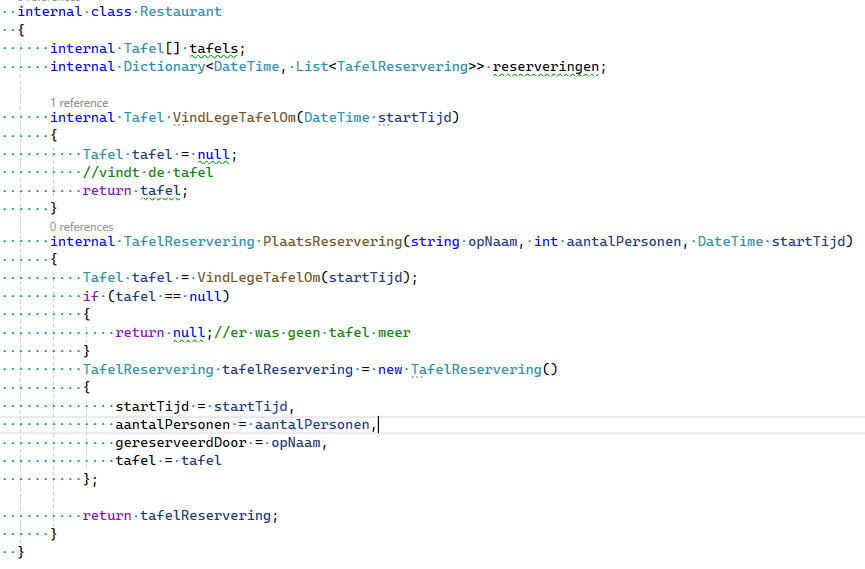 internal class Restaurant
{
internal Tafel[] tafels;
internal Dictionary<DateTime, List<TafelReservering>> reserveringen;
1 reference
internal Tafel VindLegeTafelOm(DateTime startTijd)
{
Tafel tafel = null;
//vindt de tafel
return tafel;
}
0 references
internal TafelReservering PlaatsReservering(string opNaam, int aantalPersonen, DateTime startTijd)
{
Tafel tafel = VindLegeTafelOm(startTijd);
if (tafel == null)
{
return null;//er was geen tafel meer
}
TafelReservering tafelReservering = new TafelReservering()
{
startTijd = startTijd,
aantalPersonen = aantalPersonen,
gereserveerdDoor = opNaam,
tafel = tafel
};
return tafelReservering;
}
}